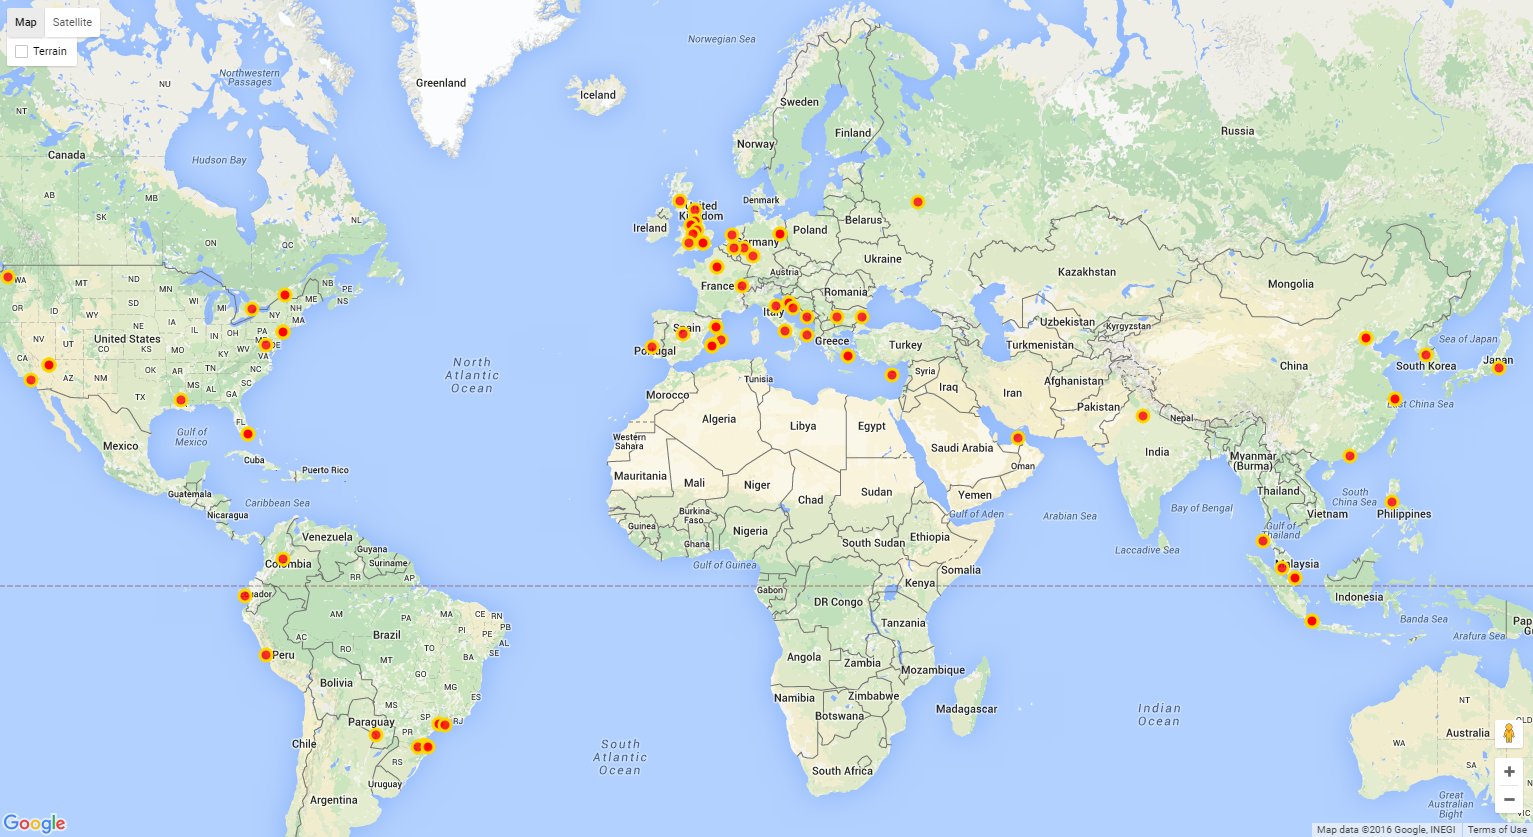 Map Satellite
Terrain
Norwegian Sea
Northwestern
Passages
Greenland
NU
Iceland
Sweden
NT
Finland
Russia
Norway
Canada
Hudson Bay
AB
MB
NL
SK
Denmark
United
Kingdom
Ireland
Belarus
Poland
ON
QC
Germany
Ukraine
Austria
Kazakhstan
WA
MT
ND
NB
ME
PE
NS
France
Romania
Mongolia
MN
SD
WI
MI
NY
NH
MA
Italy
OR
ID
WY
IA
NE
IL
IN
OH
PA
Spain
Uzbekistan
Kyrgyzstan
NV
UT
United States
CO
KS
MO
KY
WV
MD
DE
VA
Portugal
Greece
Turkey
Turkmenistan
Sea of Japan
Japan
South Korea
China
North
Atlantic
Ocean
CA
AZ
NM
OK
AR
TN
NC
SC
MS
AL
GA
TX
LA
FL
Syria
Tunisia
Morocco
Iraq
Iran
Afghanistan
Pakistan
Nepal
East China Sea
Algeria
Libya
Egypt
Western
Sahara
Saudi Arabia
Oman
India
Myanmar
(Burma)
Gulf of
Mexico
Mexico
Cuba
Puerto Rico
Mauritania
Mali
Niger
Chad
Sudan
Yemen
Thailand
South
China Sea
Vietnam
Philippines
Guatemala
Caribbean Sea
Nicaragua
Burkina
Faso
Guinea
Gulf of Aden
Arabian Sea
Bay of Bengal
Gulf of
Thailand
Laccadive Sea
Venezuela
Guyana
Suriname
Colombia
Nigeria
Ghana
Ethiopia
South Sudan
Somalia
Gulf of Guinea
Malaysia
RR
AP
Ecuador
Gabon
Kenya
DR Congo
Indonesia
AM
PA
MA
CE
RN
PB
PI
PE
AL
SE
Tanzania
Banda Sea
Arafura Sea
Pap
G
Brazil
AC
RO
TO
BA
MT
Peru
Angola
Zambia
Mozambique
Bolivia
GO
MG
ES
MS
Namibia
Zimbabwe
Botswana
Madagascar
Indian
Ocean
NT
QLD
Paraguay
SP
RJ
PR
Chile
South
Atlantic
Ocean
WA
Australia
RS
South Africa
SA
Uruguay
Argentina
Great
Australian
Bight
VIC
Google
Map data ©2016 Google, INEGI Terms of Use